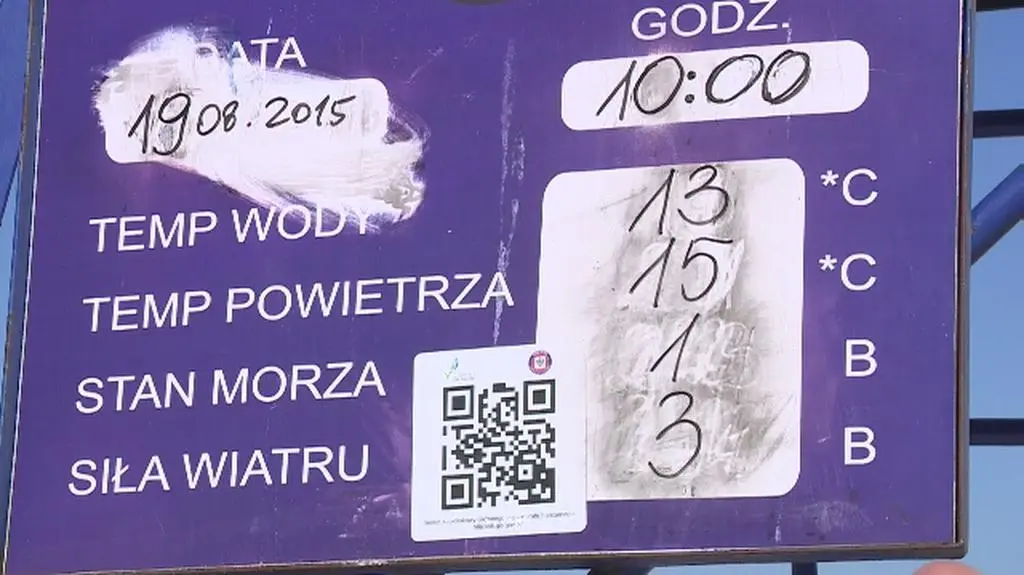 DATA GODZ.
19 08.2015 10:00
TEMP WODY 13 *C
TEMP POWIETRZA 15 *C
STAN MORZA 1 B
SIŁA WIATRU 3 B